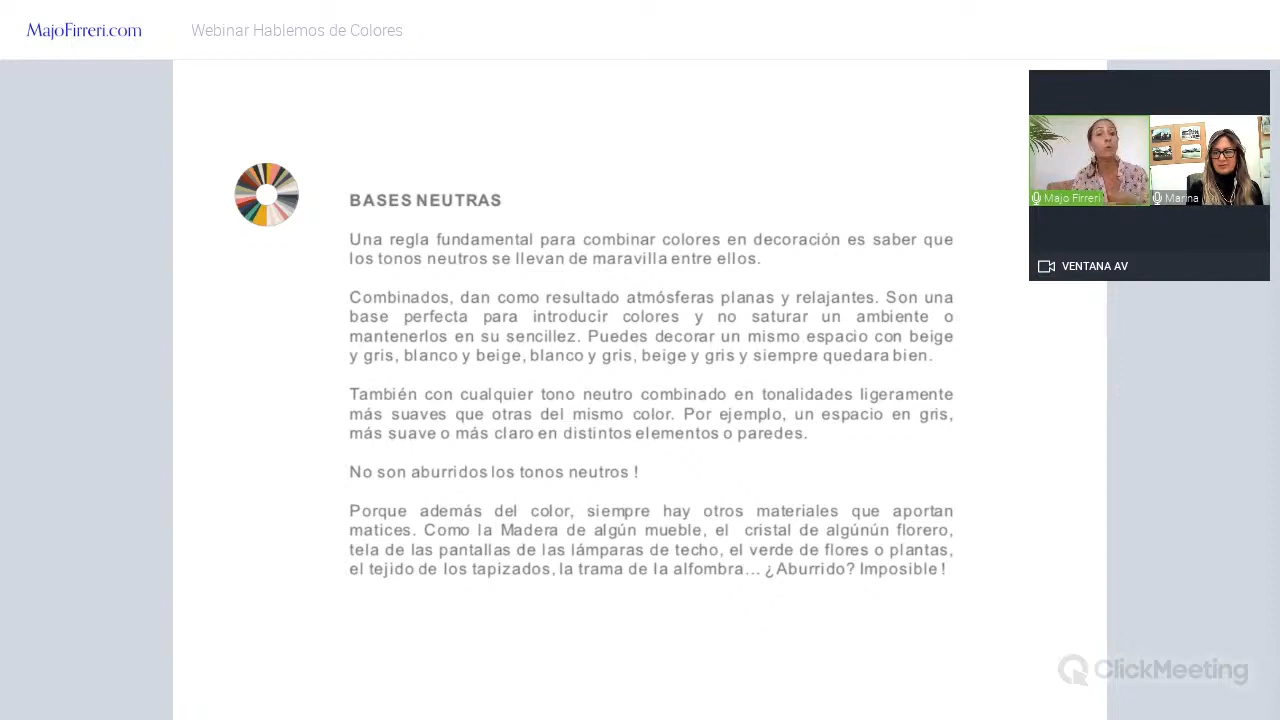 MajoFirreri.com
Webinar Hablemos de Colores
BASES NEUTRAS
Una regla fundamental para combinar colores en decoración es saber que
los tonos neutros se llevan de maravilla entre ellos.
Combinados, dan como resultado atmósferas planas y relajantes. Son una
base perfecta para introducir colores y no saturar un ambiente o
mantenerlos en su sencillez. Puedes decorar un mismo espacio con beige
y gris, blanco y beige, blanco y gris, beige y gris y siempre quedara bien.
También con cualquier tono neutro combinado en tonalidades ligeramente
más suaves que otras del mismo color. Por ejemplo, un espacio en gris,
más suave o más claro en distintos elementos o paredes.
No son aburridos los tonos neutros !
Porque además del color, siempre hay otros materiales que aportan
matices. Como la Madera de algún mueble, el cristal de algúnún florero,
tela de las pantallas de las lámparas de techo, el verde de flores o plantas,
el tejido de los tapizados, la trama de la alfombra... ¿Aburrido? Imposible !
Majo Firreri
Marina
VENTANA AV
ClickMeeting